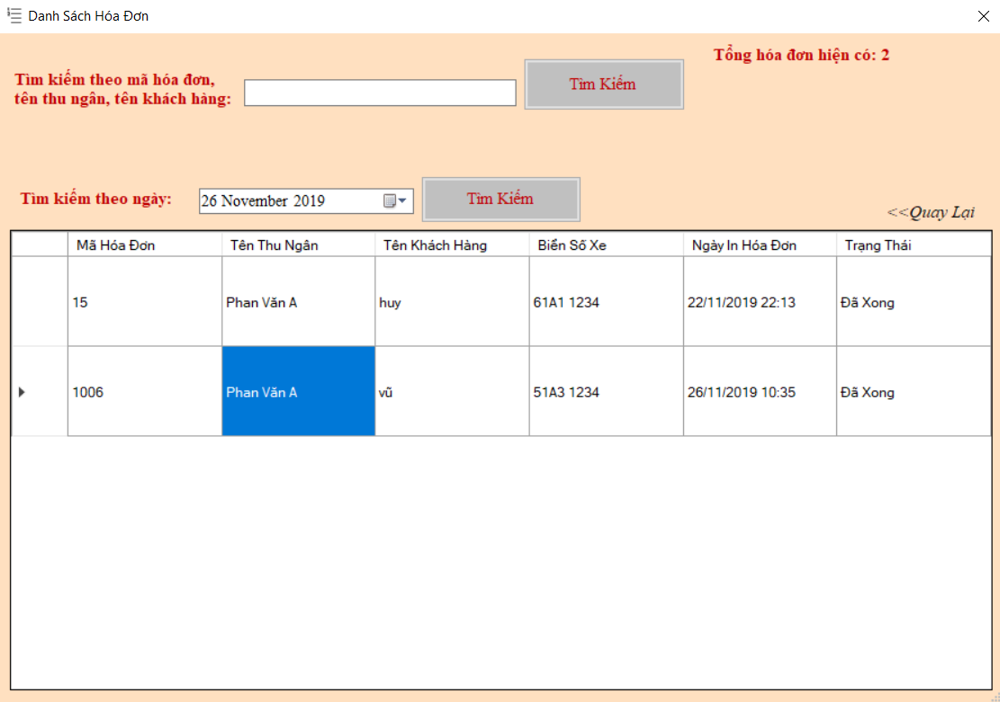 Danh Sách Hóa Đơn
Tổng hóa đơn hiện có: 2
Tìm kiếm theo mã hóa đơn,
tên thu ngân, tên khách hàng:
Tìm Kiếm
Tìm kiếm theo ngày:
26 November 2019
Tìm Kiếm
<<Quay Lại
Mã Hóa Đơn Tên Thu Ngân Tên Khách Hàng Biển Số Xe Ngày In Hóa Đơn Trạng Thái
15 Phan Văn A huy 61A1 1234 22/11/2019 22:13 Đã Xong
1006 Phan Văn A vũ 51A3 1234 26/11/2019 10:35 Đã Xong